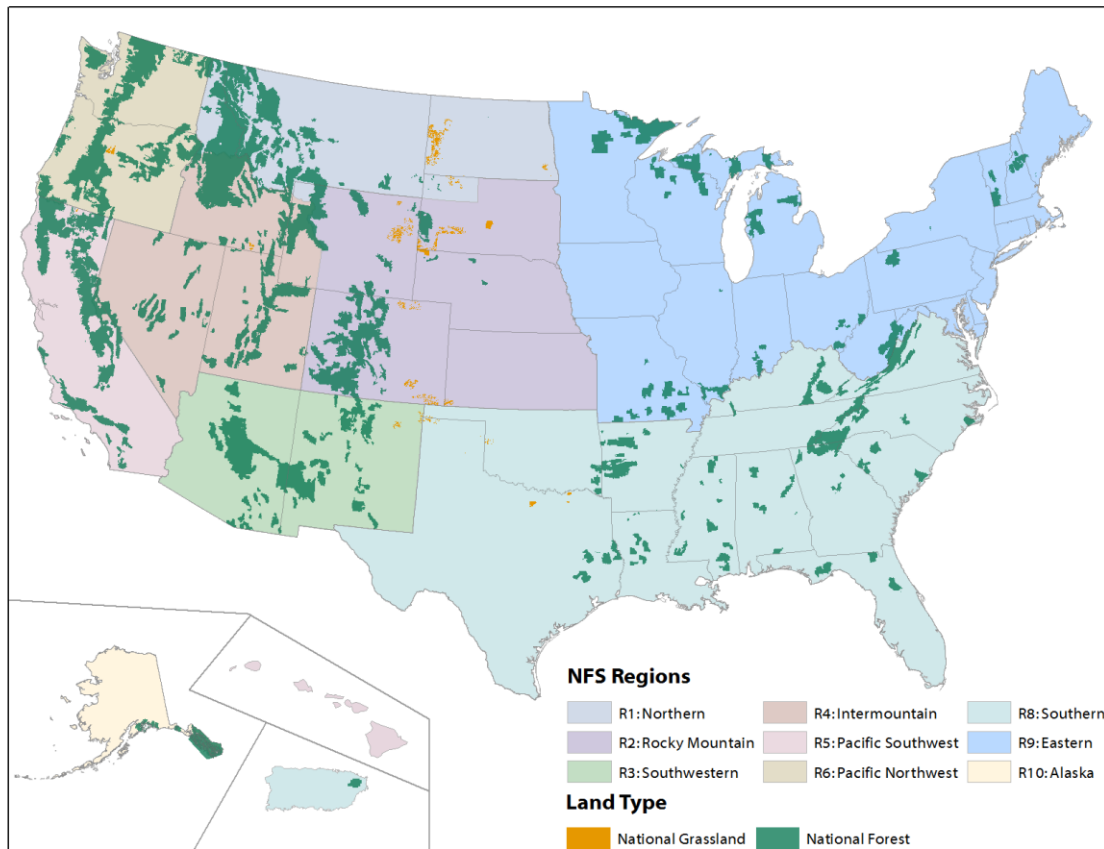 NFS Regions
R1: Northern
R4: Intermountain
R8: Southern
R2: Rocky Mountain
R5: Pacific Southwest
R9: Eastern
R3: Southwestern
R6: Pacific Northwest
R10: Alaska
Land Type
National Grassland
National Forest